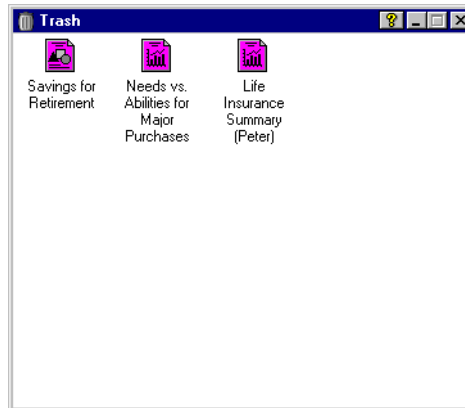 Trash
Savings for
Retirement
Needs vs.
Abilities for
Major
Purchases
Life
Insurance
Summary
(Peter)